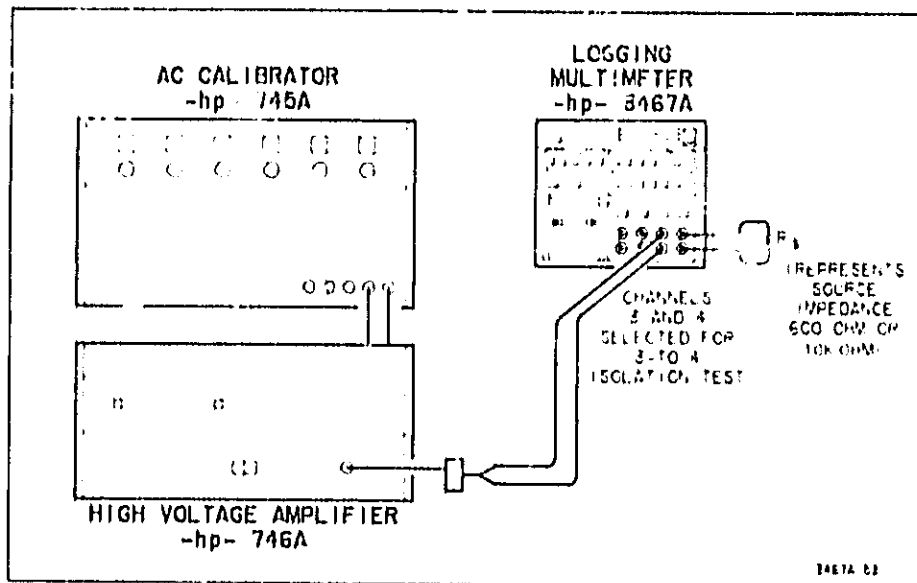 AC CALIBRATOR
-hp- 745A
LOGGING
MULTIMETER
-hp- 3467A
CHANNELS
3 AND 4
SELECTED FOR
3-TO 4
ISOLATION TEST
(REPRESENTS
SOURCE
IMPEDANCE
600 OHM OR
10K OHM)
HIGH VOLTAGE AMPLIFIER
-hp- 746A